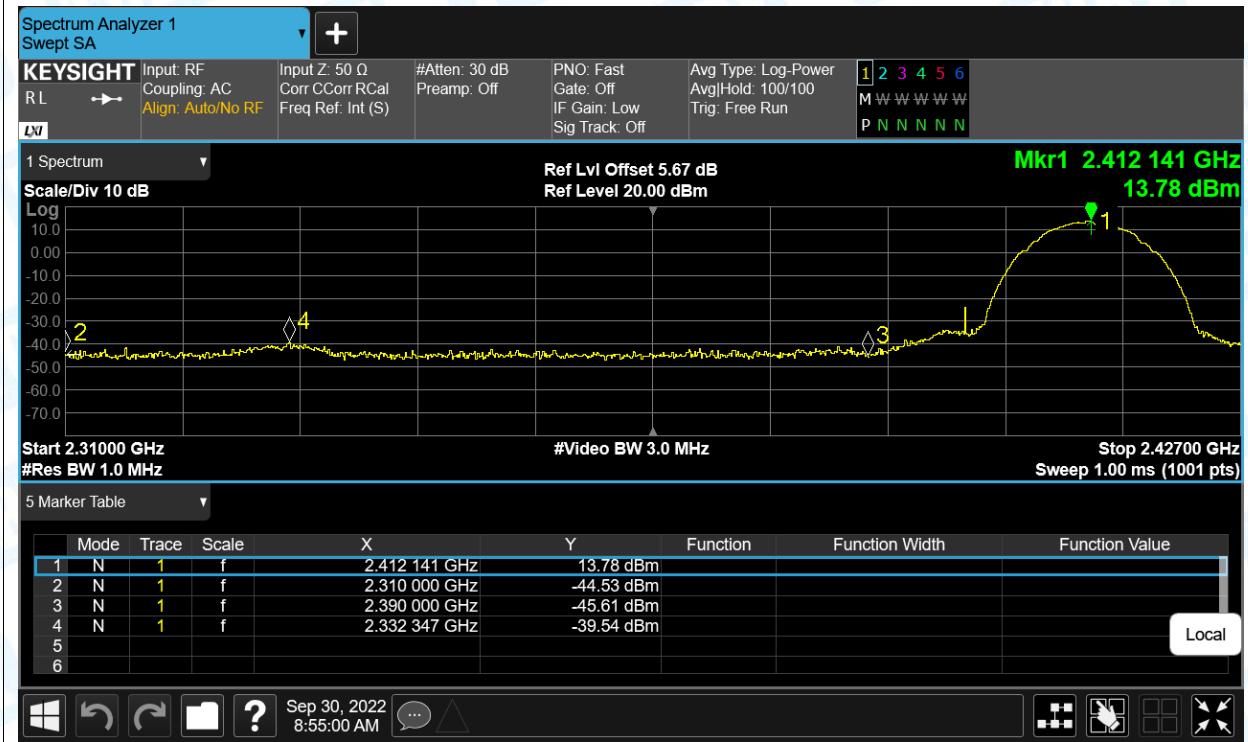 Spectrum Analyzer 1
Swept SA
KEYSIGHT
R L
LXI
Input: RF
Coupling: AC
Align: Auto/No RF
Input Z: 50 Ω
Corr CCorr RCal
Freq Ref: Int (S)
#Atten: 30 dB
Preamp: Off
PNO: Fast
Gate: Off
IF Gain: Low
Sig Track: Off
Avg Type: Log-Power
Avg|Hold: 100/100
Trig: Free Run
1 2 3 4 5 6
M W W W W W
P N N N N N
1 Spectrum
Scale/Div 10 dB
Ref Lvl Offset 5.67 dB
Ref Level 20.00 dBm
Mkr1 2.412 141 GHz
13.78 dBm
Log
10.0
0.00
-10.0
-20.0
-30.0
-40.0
-50.0
-60.0
-70.0
2
4
3
1
Start 2.31000 GHz
#Res BW 1.0 MHz
#Video BW 3.0 MHz
Stop 2.42700 GHz
Sweep 1.00 ms (1001 pts)
5 Marker Table
Mode Trace Scale X Y Function Function Width Function Value
1 N 1 f 2.412 141 GHz 13.78 dBm
2 N 1 f 2.310 000 GHz -44.53 dBm
3 N 1 f 2.390 000 GHz -45.61 dBm
4 N 1 f 2.332 347 GHz -39.54 dBm
5
6
Local
?
Sep 30, 2022
8:55:00 AM